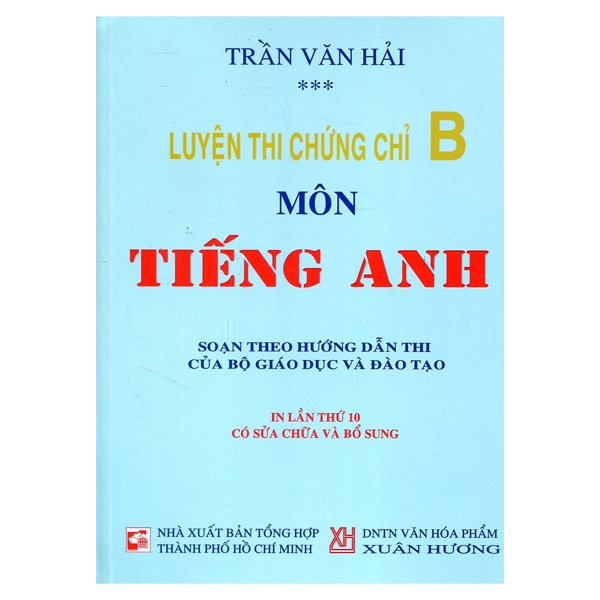 TRẦN VĂN HẢI
***
LUYỆN THI CHỨNG CHỈ B
MÔN
TIẾNG ANH
SOẠN THEO HƯỚNG DẪN THI
CỦA BỘ GIÁO DỤC VÀ ĐÀO TẠO
IN LẦN THỨ 10
CÓ SỬA CHỮA VÀ BỔ SUNG
NHÀ XUẤT BẢN TỔNG HỢP
THÀNH PHỐ HỒ CHÍ MINH
XH
DNTN VĂN HÓA PHẨM
XUÂN HƯƠNG